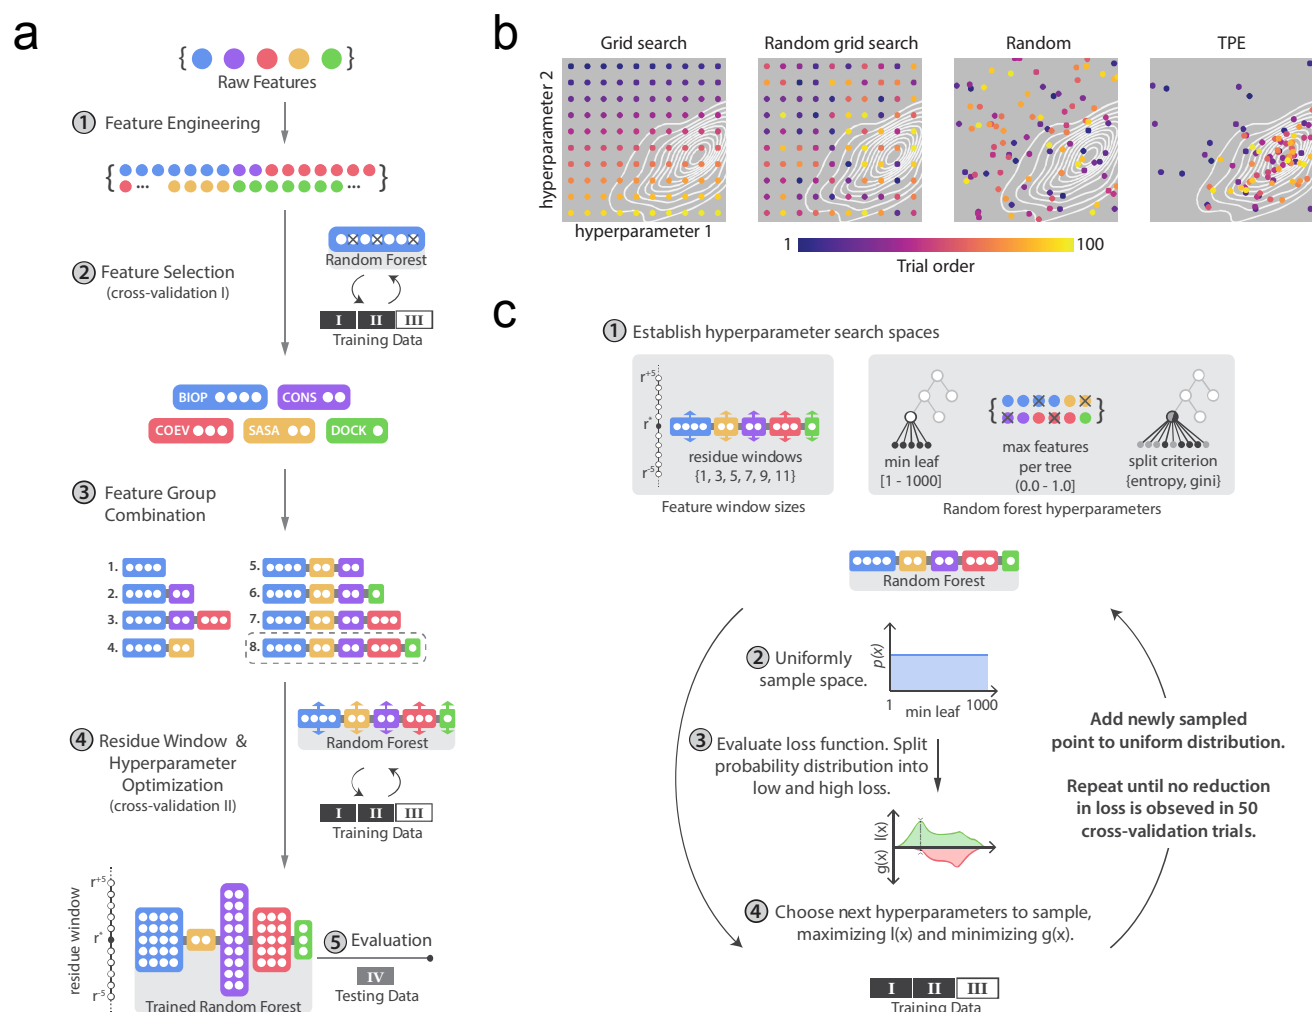 a
{ }
Raw Features
1 Feature Engineering
{ ... ... }
2 Feature Selection
(cross-validation I)
Random Forest
I II III
Training Data
BIOP CONS
COEV SASA DOCK
3 Feature Group
Combination
1. 5.
2. 6.
3. 7.
4. 8.
4 Residue Window &
Hyperparameter
Optimization
(cross-validation II)
Random Forest
I II III
Training Data
residue window
r+5
r*
r-5
Trained Random Forest
5 Evaluation
IV
Testing Data
b
Grid search Random grid search Random TPE
hyperparameter 2
hyperparameter 1
1 100
Trial order
c
1 Establish hyperparameter search spaces
r+5
r*
r-5
residue windows
{1, 3, 5, 7, 9, 11}
Feature window sizes
min leaf
[1 - 1000]
{ }
max features
per tree
(0.0 - 1.0]
split criterion
{entropy, gini}
Random forest hyperparameters
Random Forest
2 Uniformly
sample space.
p(x)
1 min leaf 1000
3 Evaluate loss function. Split
probability distribution into
low and high loss.
g(x) l(x)
4 Choose next hyperparameters to sample,
maximizing l(x) and minimizing g(x).
Add newly sampled
point to uniform distribution.
Repeat until no reduction
in loss is obseved in 50
cross-validation trials.
I II III
Training Data